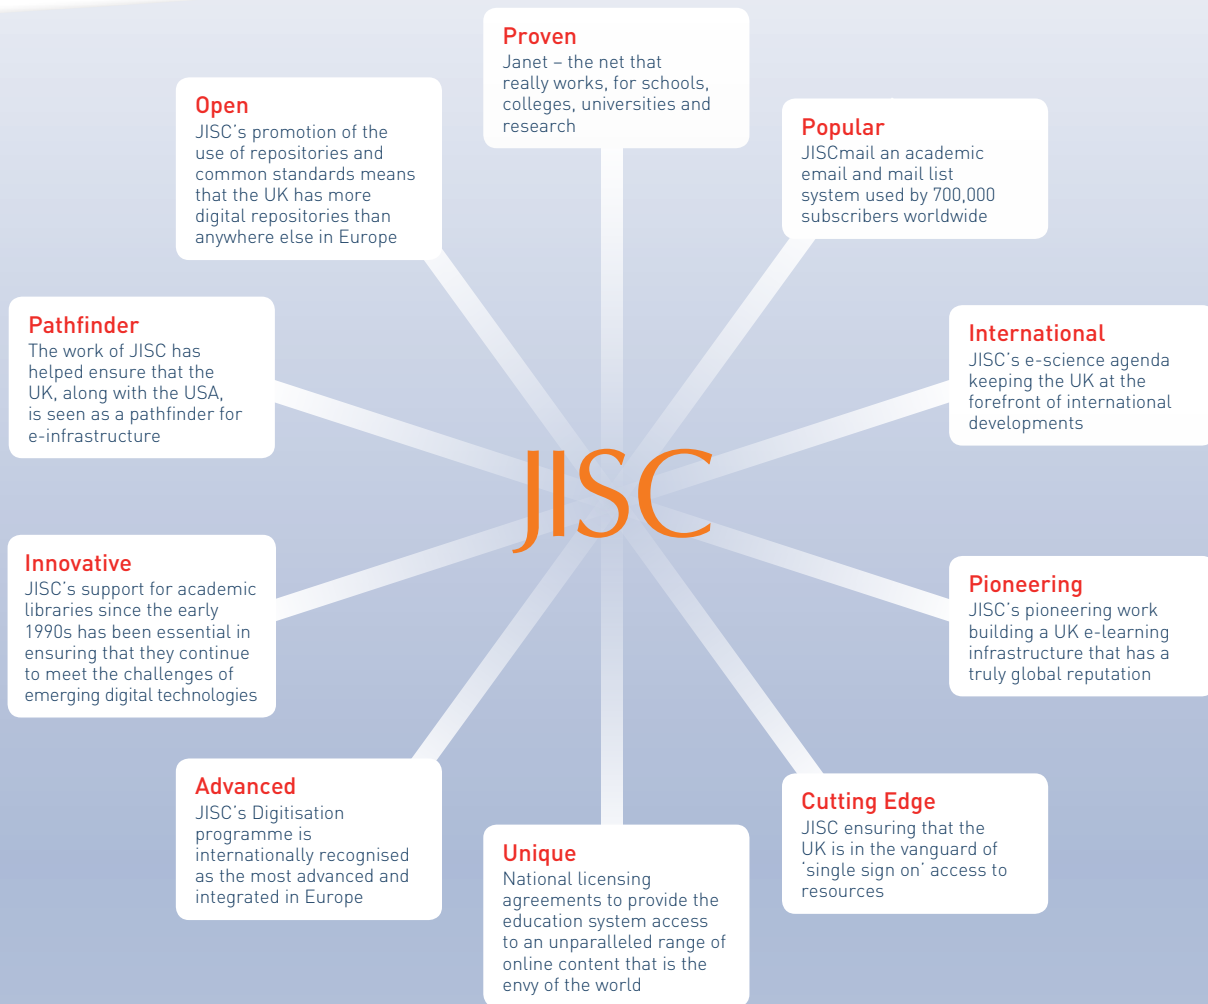 Proven
Janet – the net that
really works, for schools,
colleges, universities and
research
Popular
JISCmail an academic
email and mail list
system used by 700,000
subscribers worldwide
International
JISC's e-science agenda
keeping the UK at the
forefront of international
developments
Pioneering
JISC's pioneering work
building a UK e-learning
infrastructure that has a
truly global reputation
Cutting Edge
JISC ensuring that the
UK is in the vanguard of
'single sign on' access to
resources
Unique
National licensing
agreements to provide the
education system access
to an unparalleled range of
online content that is the
envy of the world
Advanced
JISC's Digitisation
programme is
internationally recognised
as the most advanced and
integrated in Europe
Innovative
JISC's support for academic
libraries since the early
1990s has been essential in
ensuring that they continue
to meet the challenges of
emerging digital technologies
Pathfinder
The work of JISC has
helped ensure that the
UK, along with the USA,
is seen as a pathfinder for
e-infrastructure
Open
JISC's promotion of the
use of repositories and
common standards means
that the UK has more
digital repositories than
anywhere else in Europe
JISC